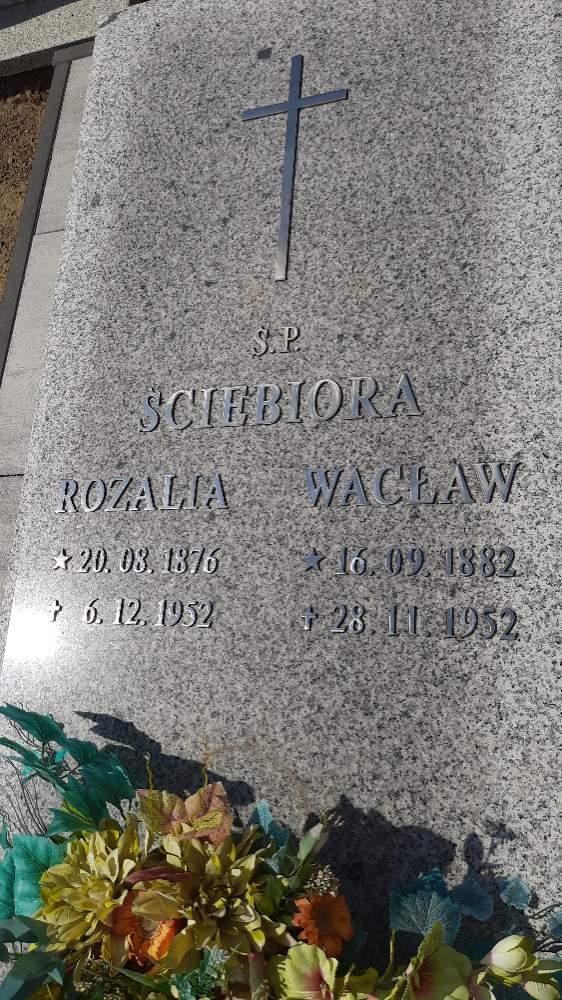 Ś.P.
ŚCIEBIORA
ROZALIA WACŁAW
★ 20.08.1876 ★ 16.09.1882
✝ 6.12.1952 ✝ 28.11.1952